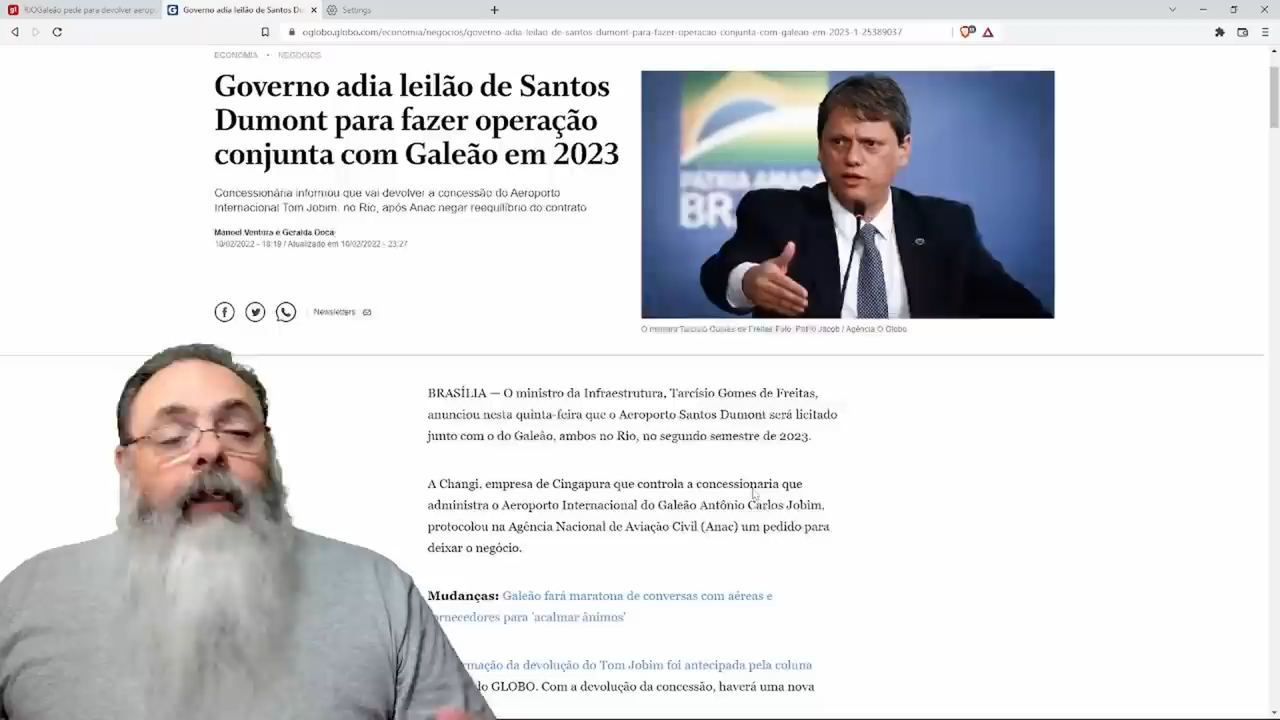 RIOGaleão pede para devolver aerop
Governo adia leilão de Santos Du
Settings
oglobo.globo.com/economia/negocios/governo-adia-leilao-de-santos-dumont-para-fazer-operacao-conjunta-com-galeao-em-2023-1-25389037
ECONOMIA • NEGÓCIOS
Governo adia leilão de Santos
Dumont para fazer operação
conjunta com Galeão em 2023
Concessionária informou que vai devolver a concessão do Aeroporto
Internacional Tom Jobim, no Rio, após Anac negar reequilíbrio do contrato
Manoel Ventura e Geralda Doca
10/02/2022 - 18:19 / Atualizado em 10/02/2022 - 23:27
Newsletters
PÁTRIA AMA
BR
O ministro Tarcísio Gomes de Freitas Foto: Pablo Jacob / Agência O Globo
BRASÍLIA — O ministro da Infraestrutura, Tarcísio Gomes de Freitas,
anunciou nesta quinta-feira que o Aeroporto Santos Dumont será licitado
junto com o do Galeão, ambos no Rio, no segundo semestre de 2023.
A Changi, empresa de Cingapura que controla a concessionaria que
administra o Aeroporto Internacional do Galeão Antônio Carlos Jobim,
protocolou na Agência Nacional de Aviação Civil (Anac) um pedido para
deixar o negócio.
Mudanças: Galeão fará maratona de conversas com aéreas e
ornecedores para 'acalmar ânimos'
rmação da devolução do Tom Jobim foi antecipada pela coluna
lo GLOBO. Com a devolução da concessão, haverá uma nova